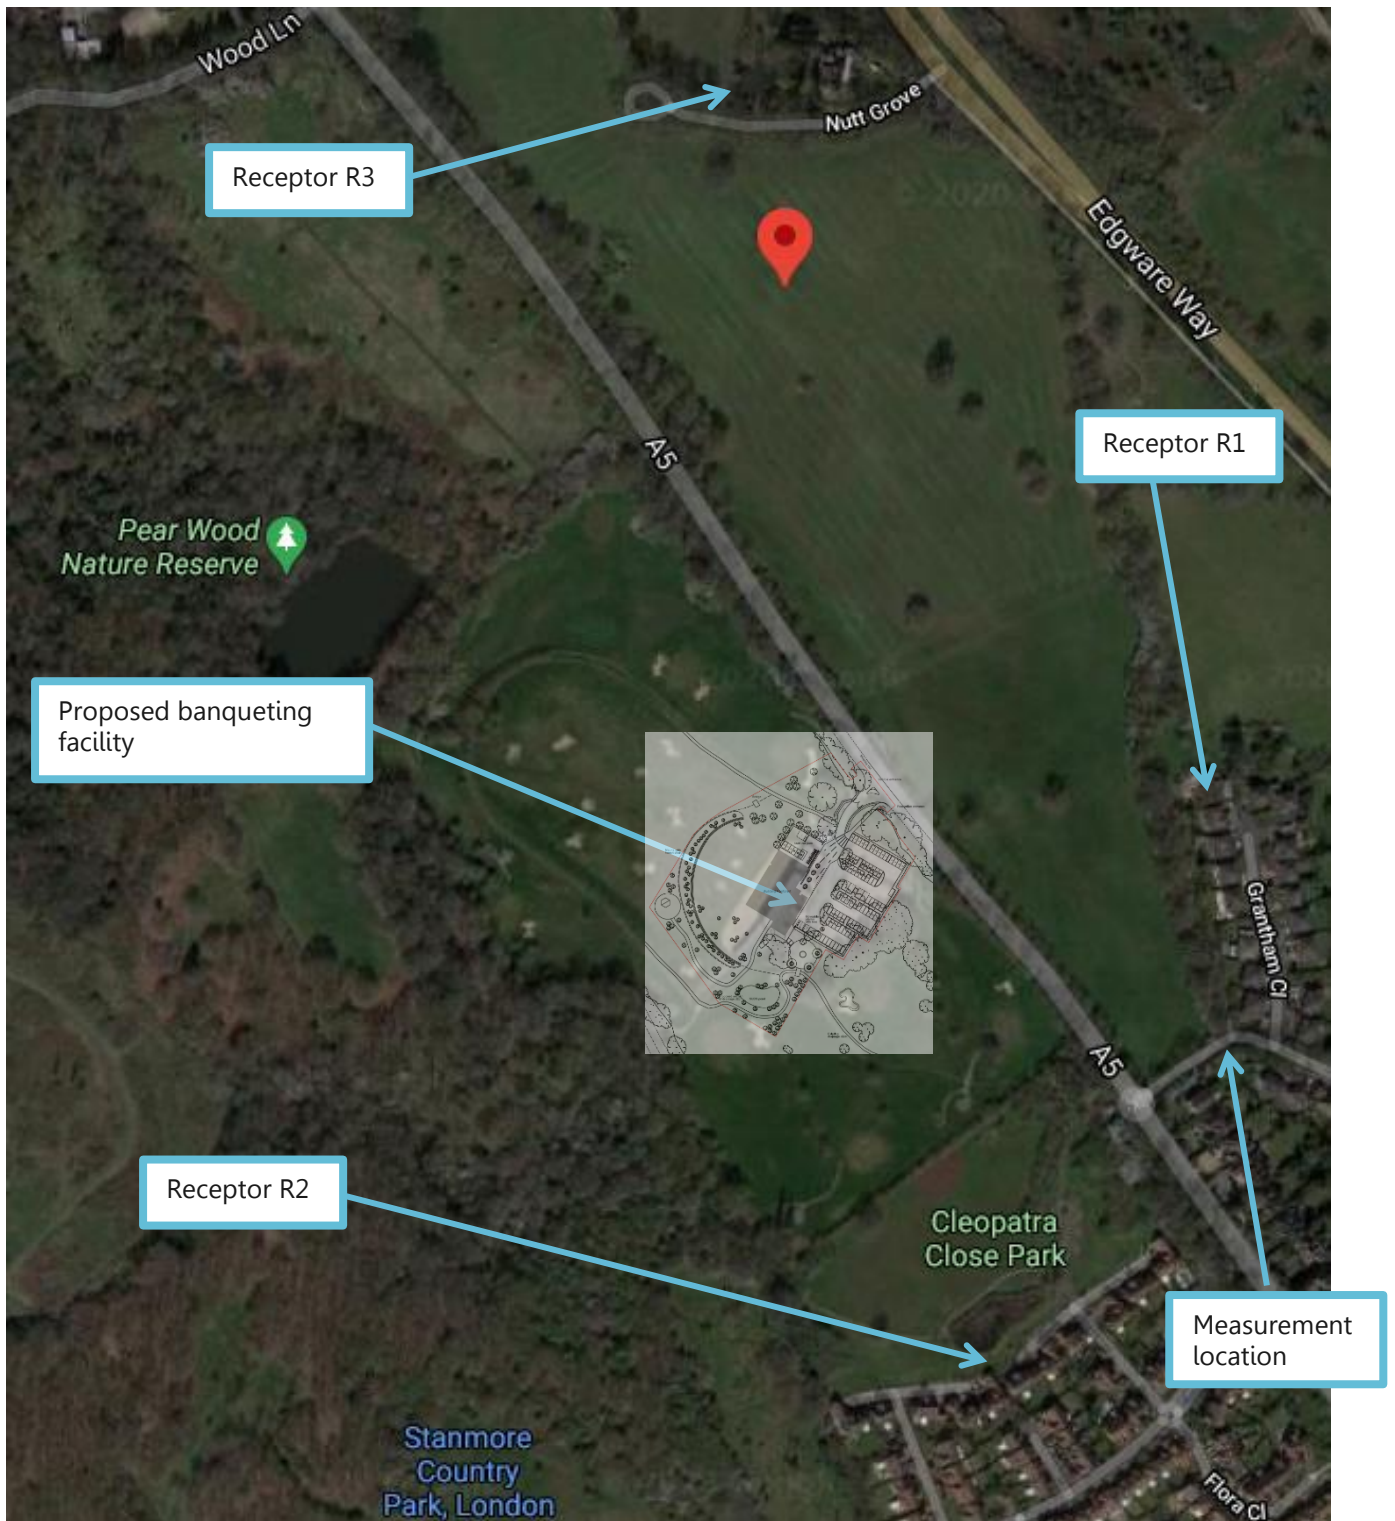 Wood Ln
Nutt Grove
Receptor R3
2020
Edgware Way
Receptor R1
A5
Pear Wood
Nature Reserve
Proposed banqueting
facility
Grantham Cl
A5
Receptor R2
Cleopatra
Close Park
Measurement
location
Stanmore
Country
Park, London
Flora Cl